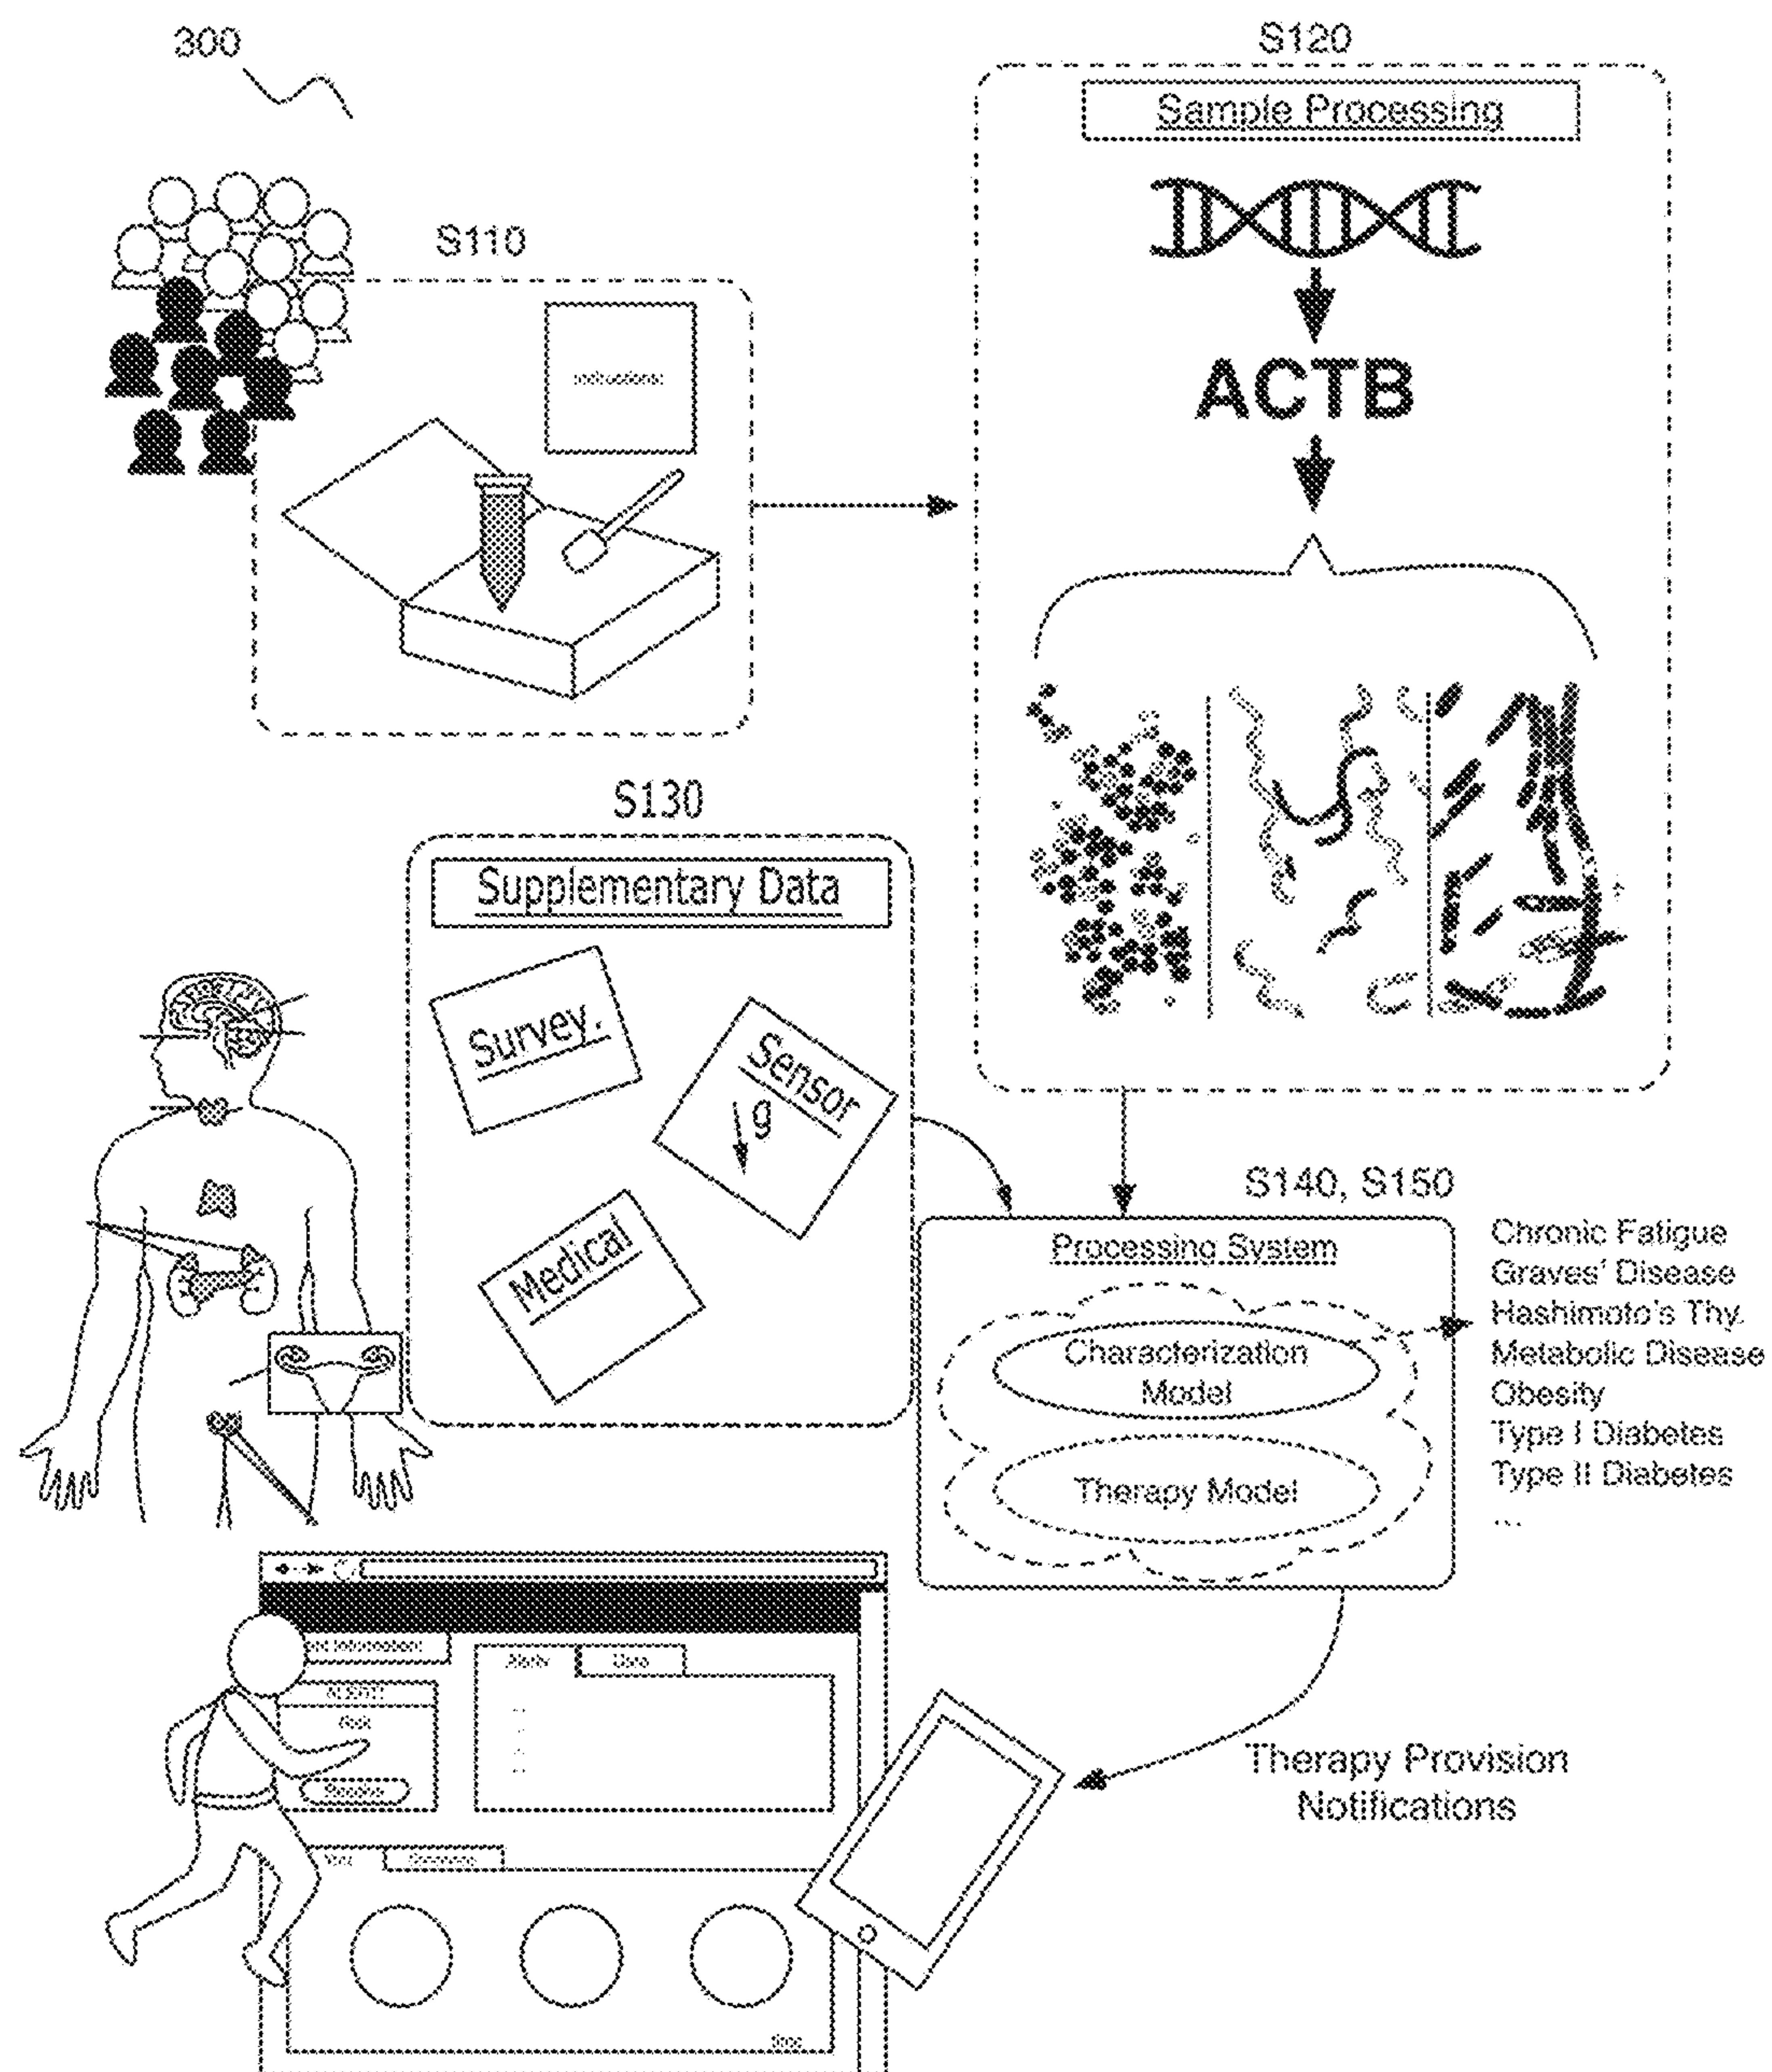 300
S110
Instructions
S120
Sample Processing
ACTB
S130
Supplementary Data
Survey.
Sensor
g
Medical
S140, S150
Processing System
Characterization
Model
Therapy Model
Chronic Fatigue
Graves' Disease
Hashimoto's Thy.
Metabolic Disease
Obesity
Type I Diabetes
Type II Diabetes
...
Therapy Provision
Notifications